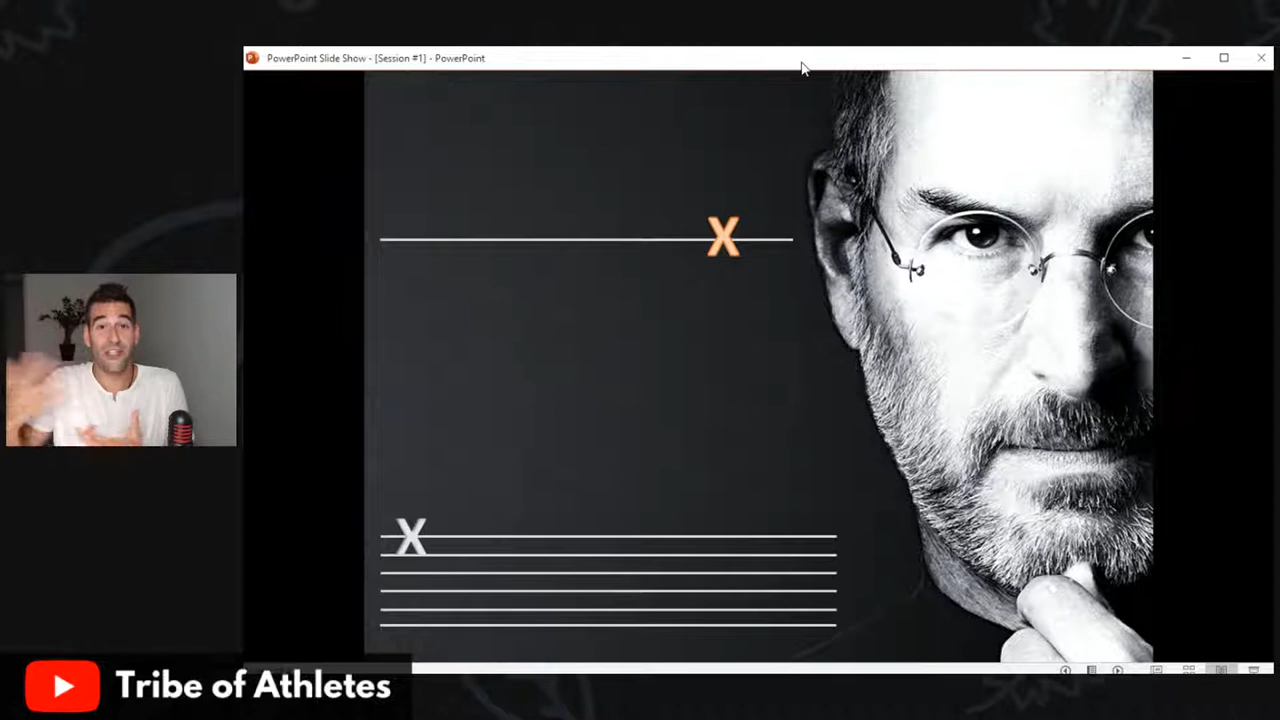 PowerPoint Slide Show - [Session #1] - PowerPoint
X
X
Tribe of Athletes